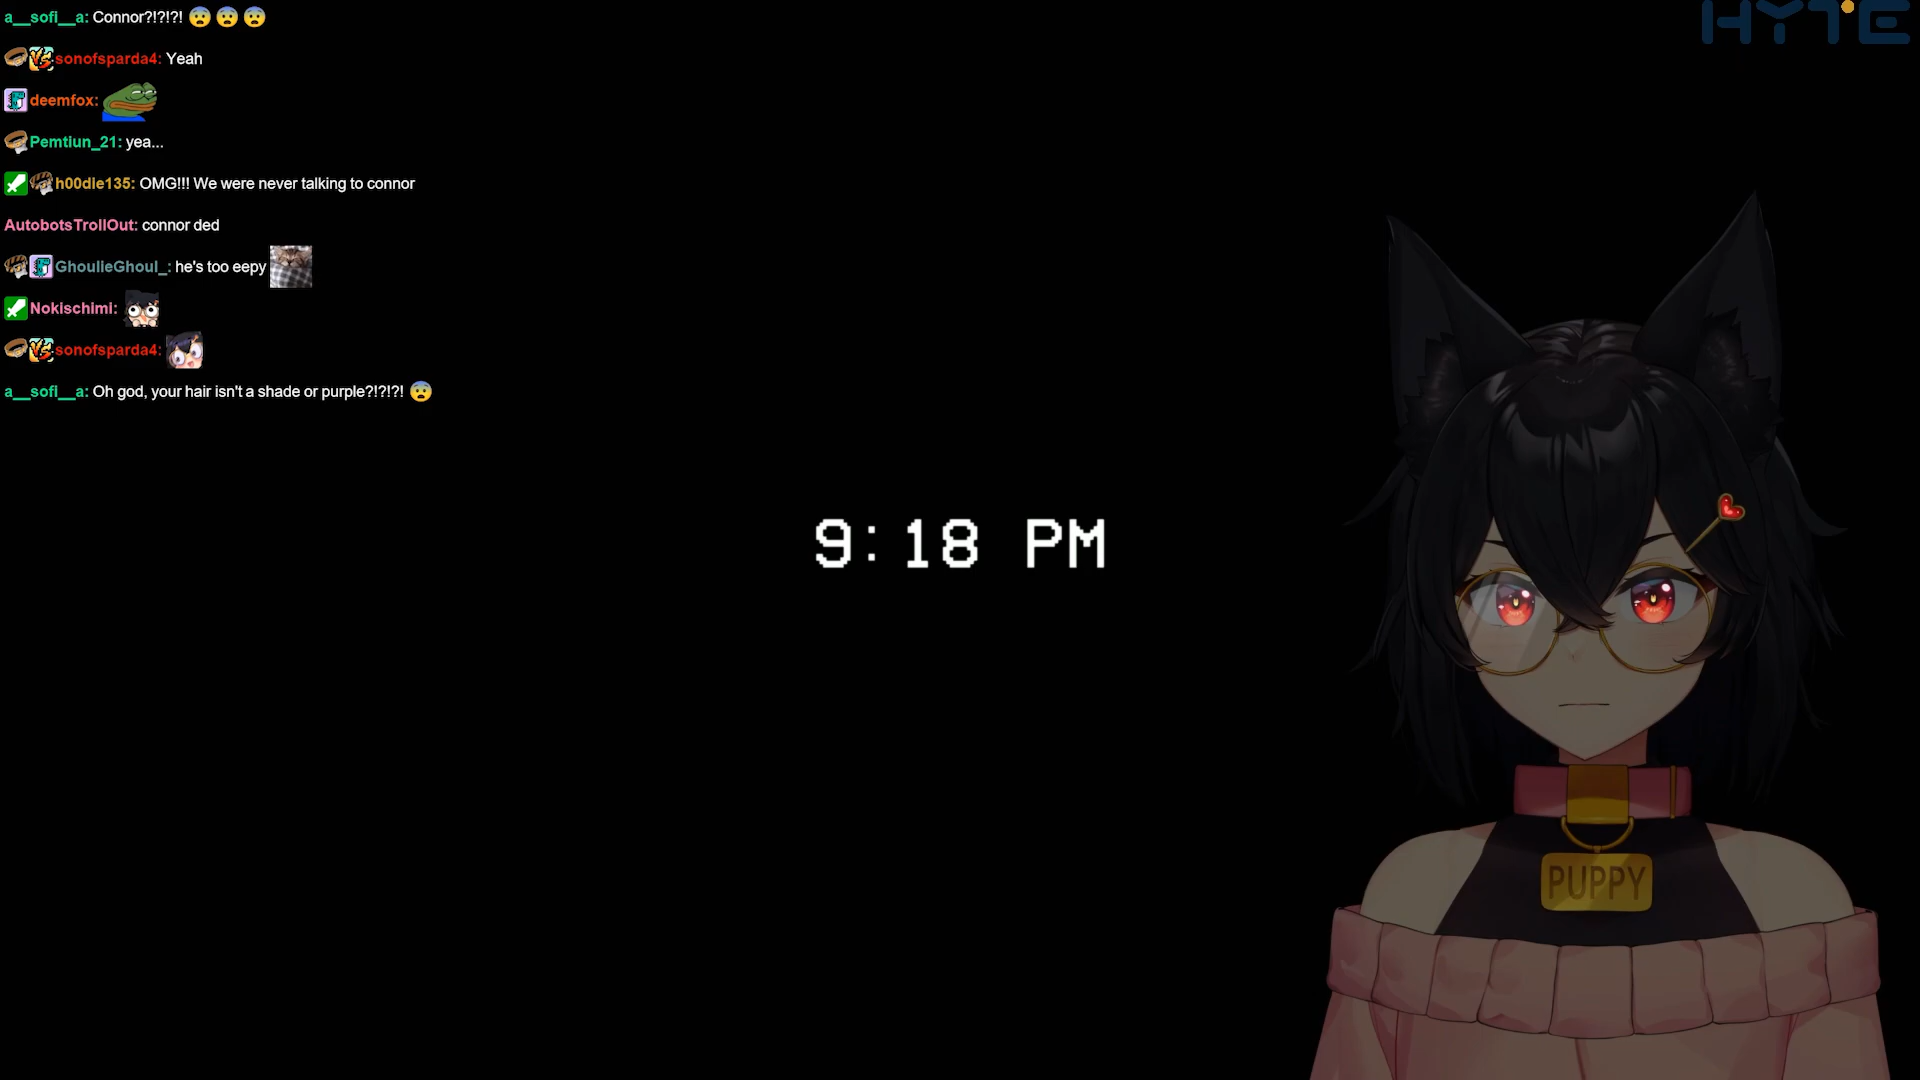 a__sofi__a: Connor?!?!?!
sonofsparda4: Yeah
deemfox:
Pemtiun_21: yea...
h00die135: OMG!!! We were never talking to connor
AutobotsTrollOut: connor ded
GhoulieGhoul_: he's too eepy
Nokischimi:
sonofsparda4:
a__sofi__a: Oh god, your hair isn't a shade or purple?!?!?!
HYTE
9:18 PM
PUPPY